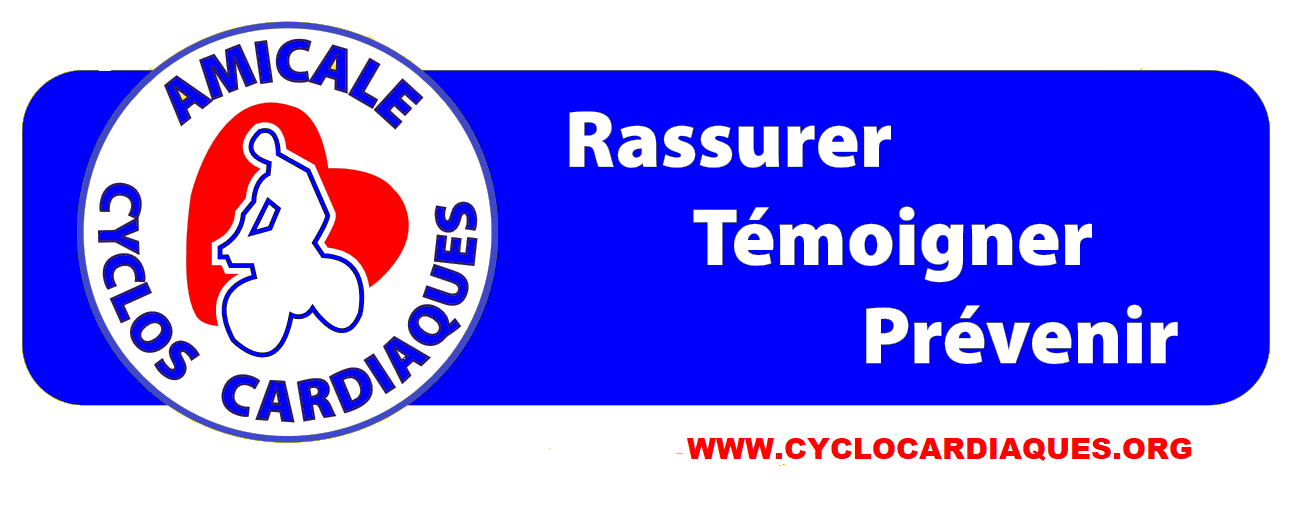 AMICALE
CYCLOS CARDIAQUES
Rassurer
Témoigner
Prévenir
WWW.CYCLOCARDIAQUES.ORG